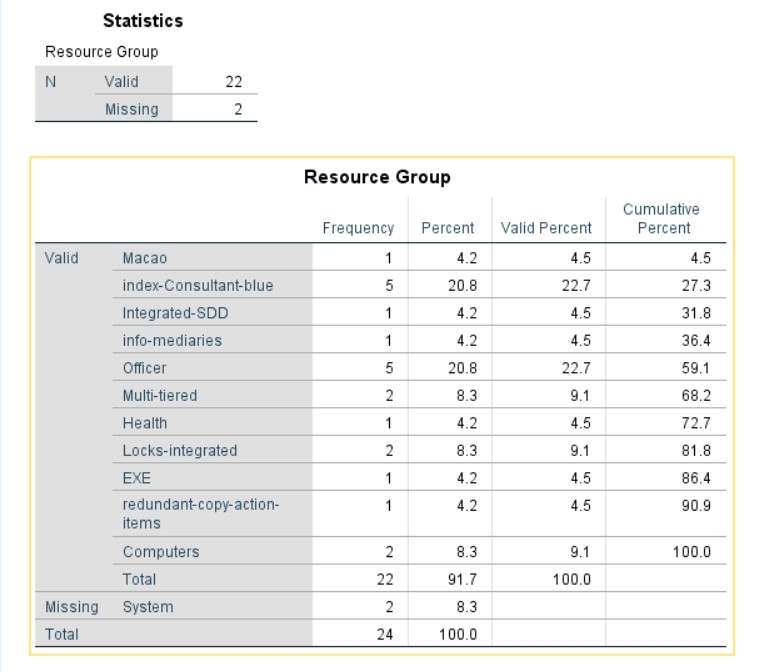 Statistics
Resource Group
N Valid 22
Missing 2
Resource Group
Frequency Percent Valid Percent Cumulative Percent
Valid Macao 1 4.2 4.5 4.5
index-Consultant-blue 5 20.8 22.7 27.3
Integrated-SDD 1 4.2 4.5 31.8
info-mediaries 1 4.2 4.5 36.4
Officer 5 20.8 22.7 59.1
Multi-tiered 2 8.3 9.1 68.2
Health 1 4.2 4.5 72.7
Locks-integrated 2 8.3 9.1 81.8
EXE 1 4.2 4.5 86.4
redundant-copy-action-items 1 4.2 4.5 90.9
Computers 2 8.3 9.1 100.0
Total 22 91.7 100.0
Missing System 2 8.3
Total 24 100.0